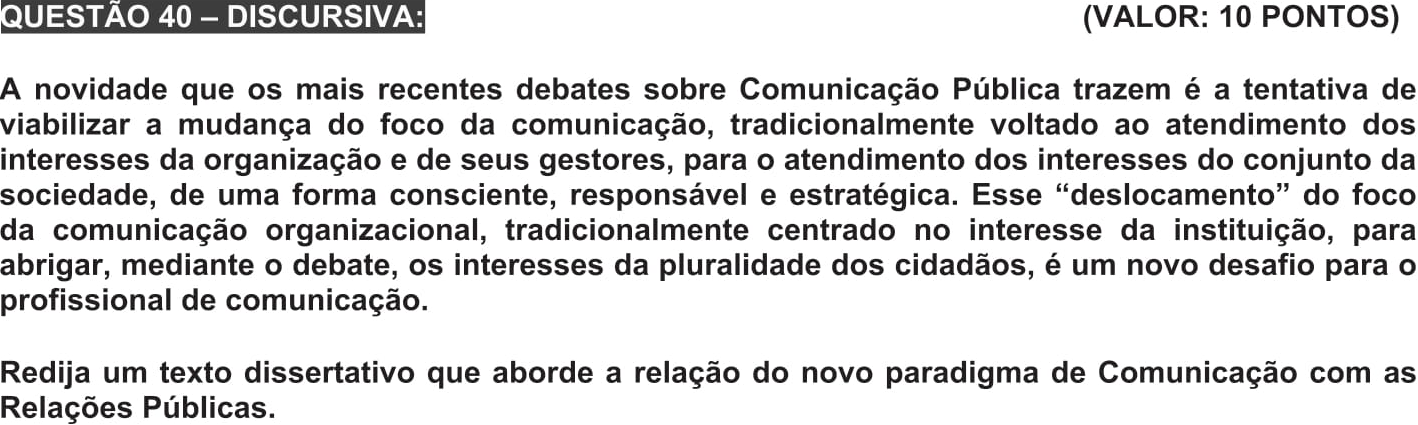 QUESTÃO 40 – DISCURSIVA: (VALOR: 10 PONTOS)
A novidade que os mais recentes debates sobre Comunicação Pública trazem é a tentativa de
viabilizar a mudança do foco da comunicação, tradicionalmente voltado ao atendimento dos
interesses da organização e de seus gestores, para o atendimento dos interesses do conjunto da
sociedade, de uma forma consciente, responsável e estratégica. Esse “deslocamento” do foco
da comunicação organizacional, tradicionalmente centrado no interesse da instituição, para
abrigar, mediante o debate, os interesses da pluralidade dos cidadãos, é um novo desafio para o
profissional de comunicação.
Redija um texto dissertativo que aborde a relação do novo paradigma de Comunicação com as
Relações Públicas.